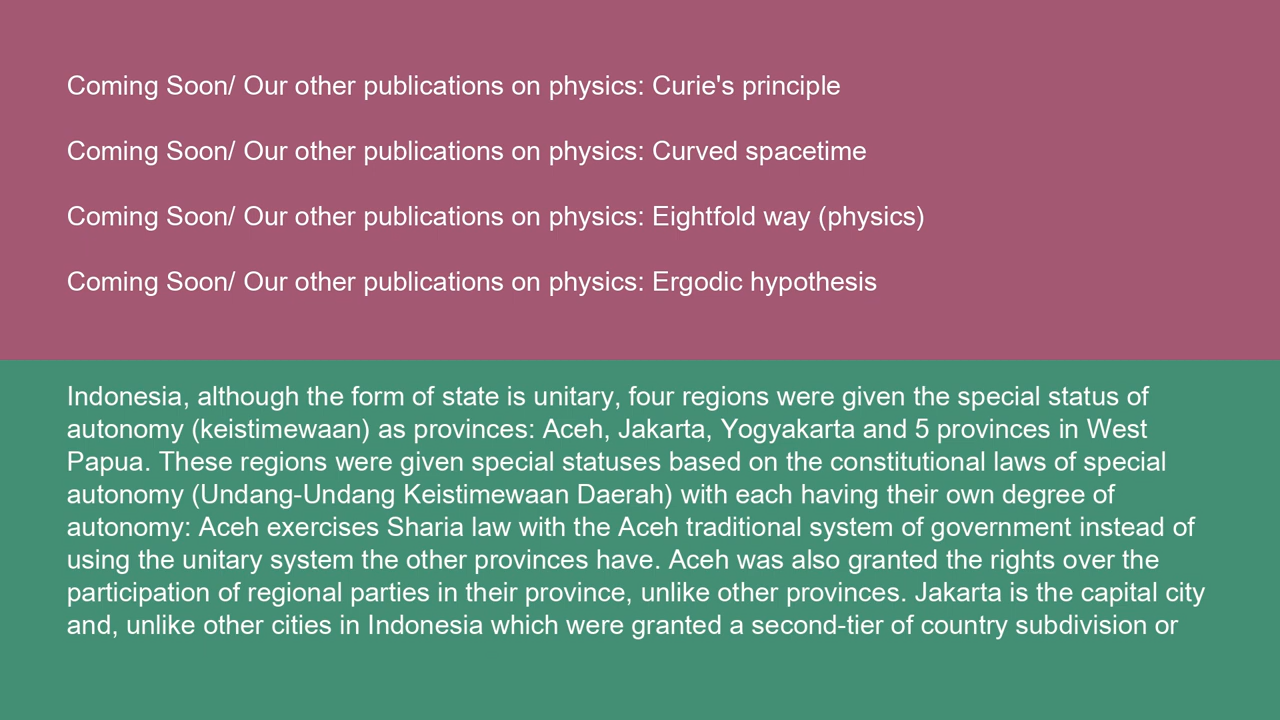 Coming Soon/ Our other publications on physics: Curie's principle
Coming Soon/ Our other publications on physics: Curved spacetime
Coming Soon/ Our other publications on physics: Eightfold way (physics)
Coming Soon/ Our other publications on physics: Ergodic hypothesis
Indonesia, although the form of state is unitary, four regions were given the special status of
autonomy (keistimewaan) as provinces: Aceh, Jakarta, Yogyakarta and 5 provinces in West
Papua. These regions were given special statuses based on the constitutional laws of special
autonomy (Undang-Undang Keistimewaan Daerah) with each having their own degree of
autonomy: Aceh exercises Sharia law with the Aceh traditional system of government instead of
using the unitary system the other provinces have. Aceh was also granted the rights over the
participation of regional parties in their province, unlike other provinces. Jakarta is the capital city
and, unlike other cities in Indonesia which were granted a second-tier of country subdivision or